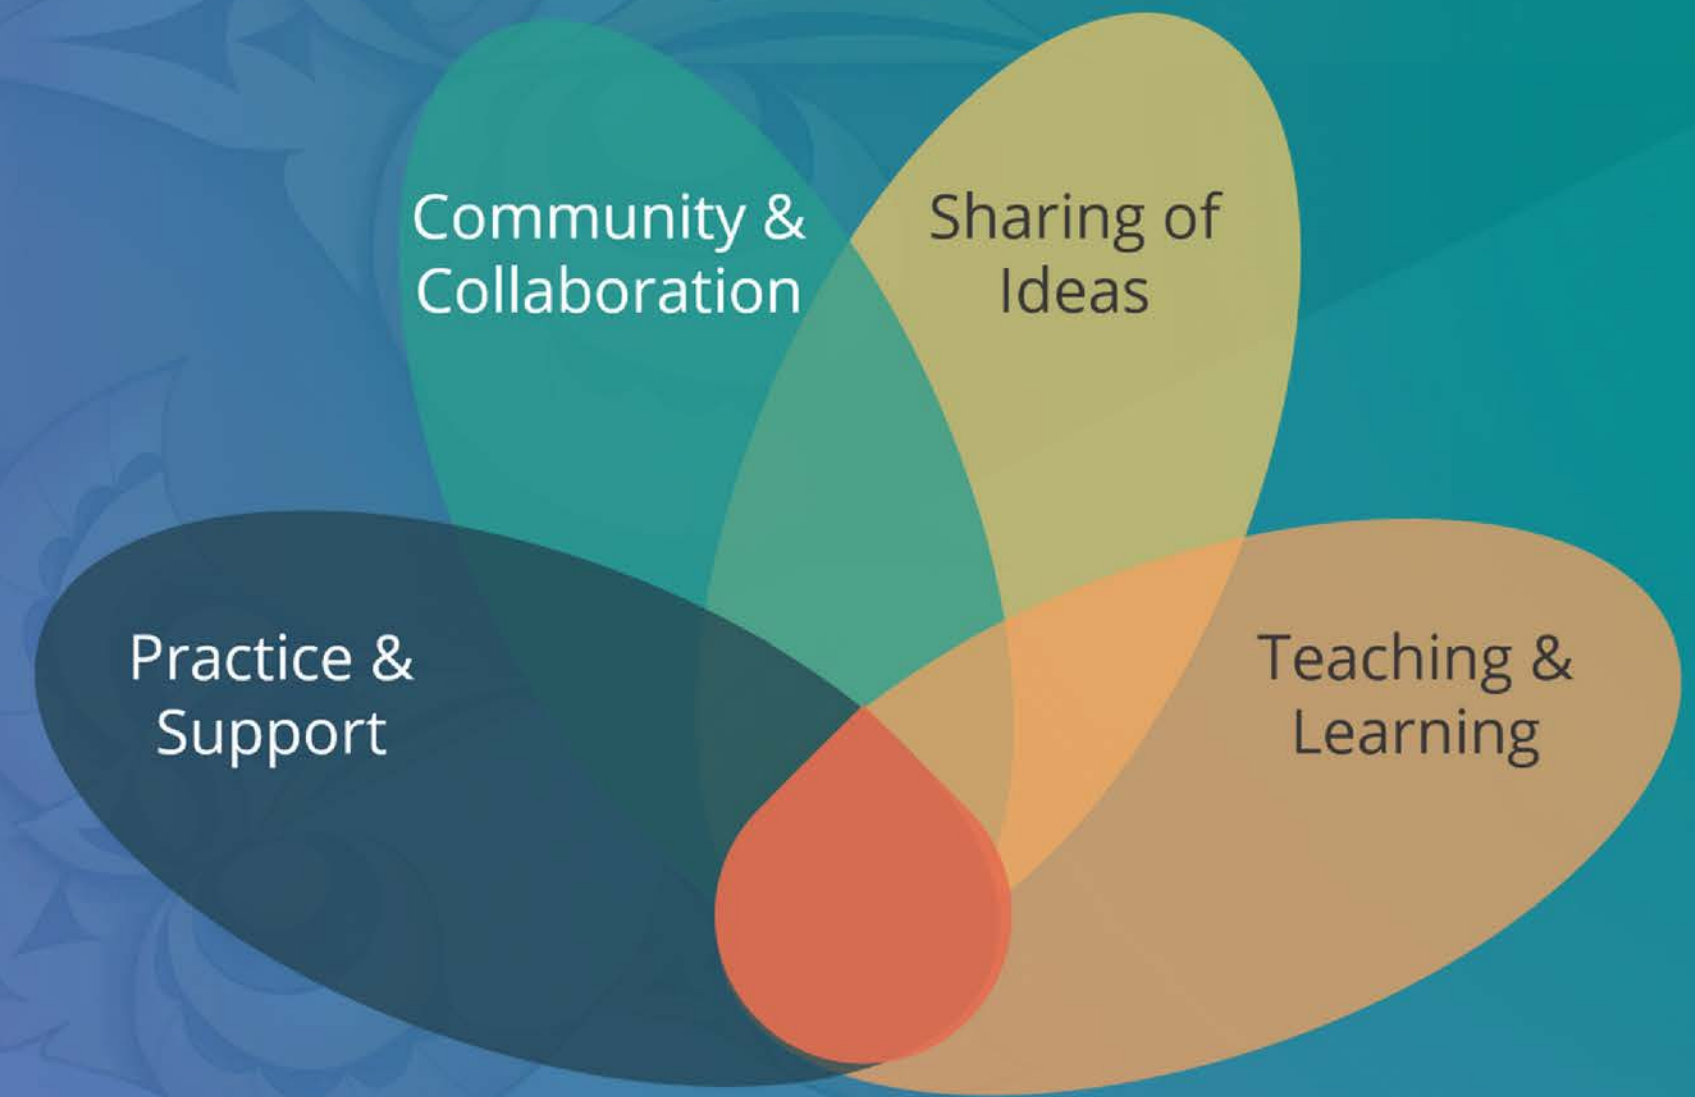 Community &
Collaboration
Sharing of
Ideas
Practice &
Support
Teaching &
Learning